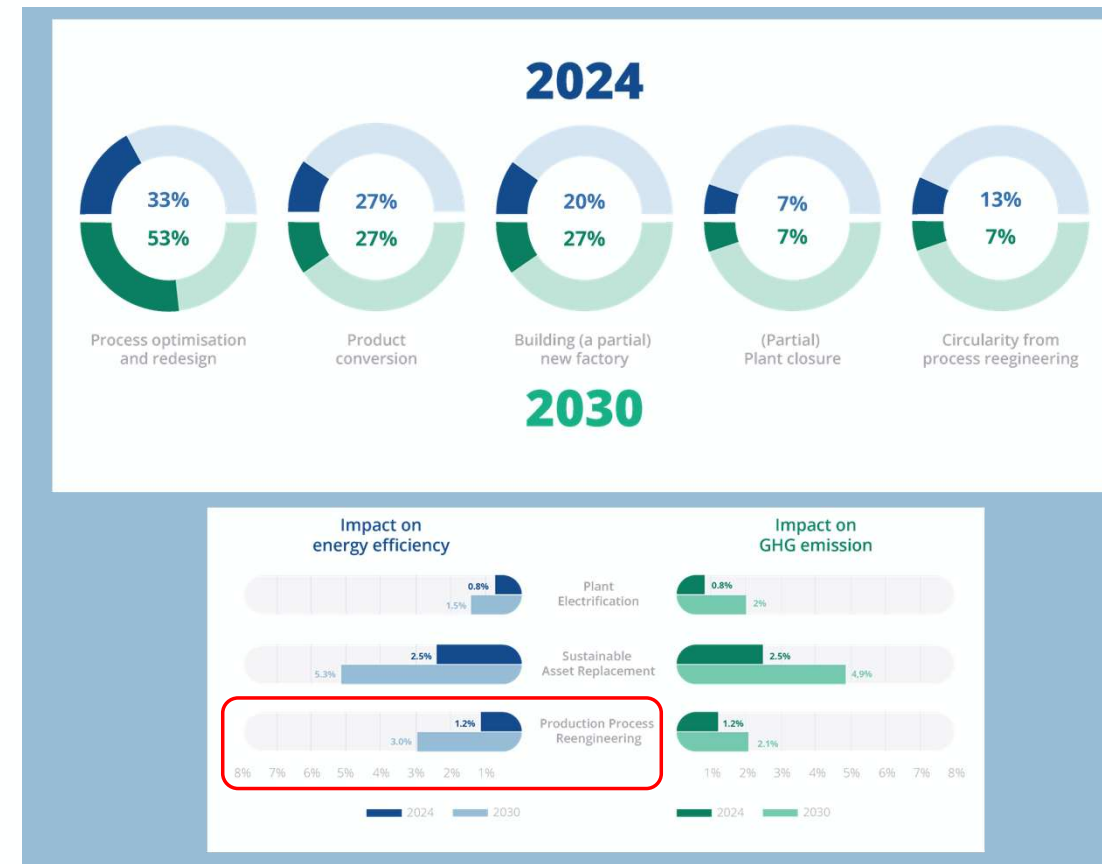 2024
33%
53%
27%
27%
20%
27%
7%
7%
13%
7%
Process optimisation
and redesign
Product
conversion
Building (a partial)
new factory
(Partial)
Plant closure
Circularity from
process reegineering
2030
Impact on
energy efficiency
Impact on
GHG emission
0.8%
1.5%
Plant
Electrification
0.8%
2%
2.5%
5.3%
Sustainable
Asset Replacement
2.5%
4,9%
1.2%
3.0%
Production Process
Reengineering
1.2%
2.1%
8% 7% 6% 5% 4% 3% 2% 1%
1% 2% 3% 4% 5% 6% 7% 8%
2024 2030
2024 2030